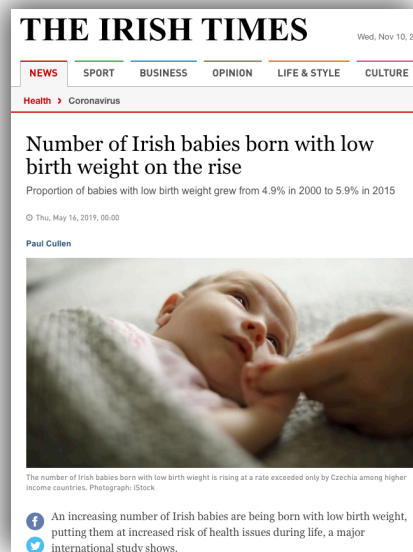 THE IRISH TIMES
Wed, Nov 10, 2
NEWS SPORT BUSINESS OPINION LIFE & STYLE CULTURE
Health > Coronavirus
Number of Irish babies born with low
birth weight on the rise
Proportion of babies with low birth weight grew from 4.9% in 2000 to 5.9% in 2015
Thu, May 16, 2019, 00:00
Paul Cullen
The number of Irish babies born with low birth wieght is rising at a rate exceeded only by Czechia among higher
income countries. Photograph: iStock
An increasing number of Irish babies are being born with low birth weight,
putting them at increased risk of health issues during life, a major
international study shows.